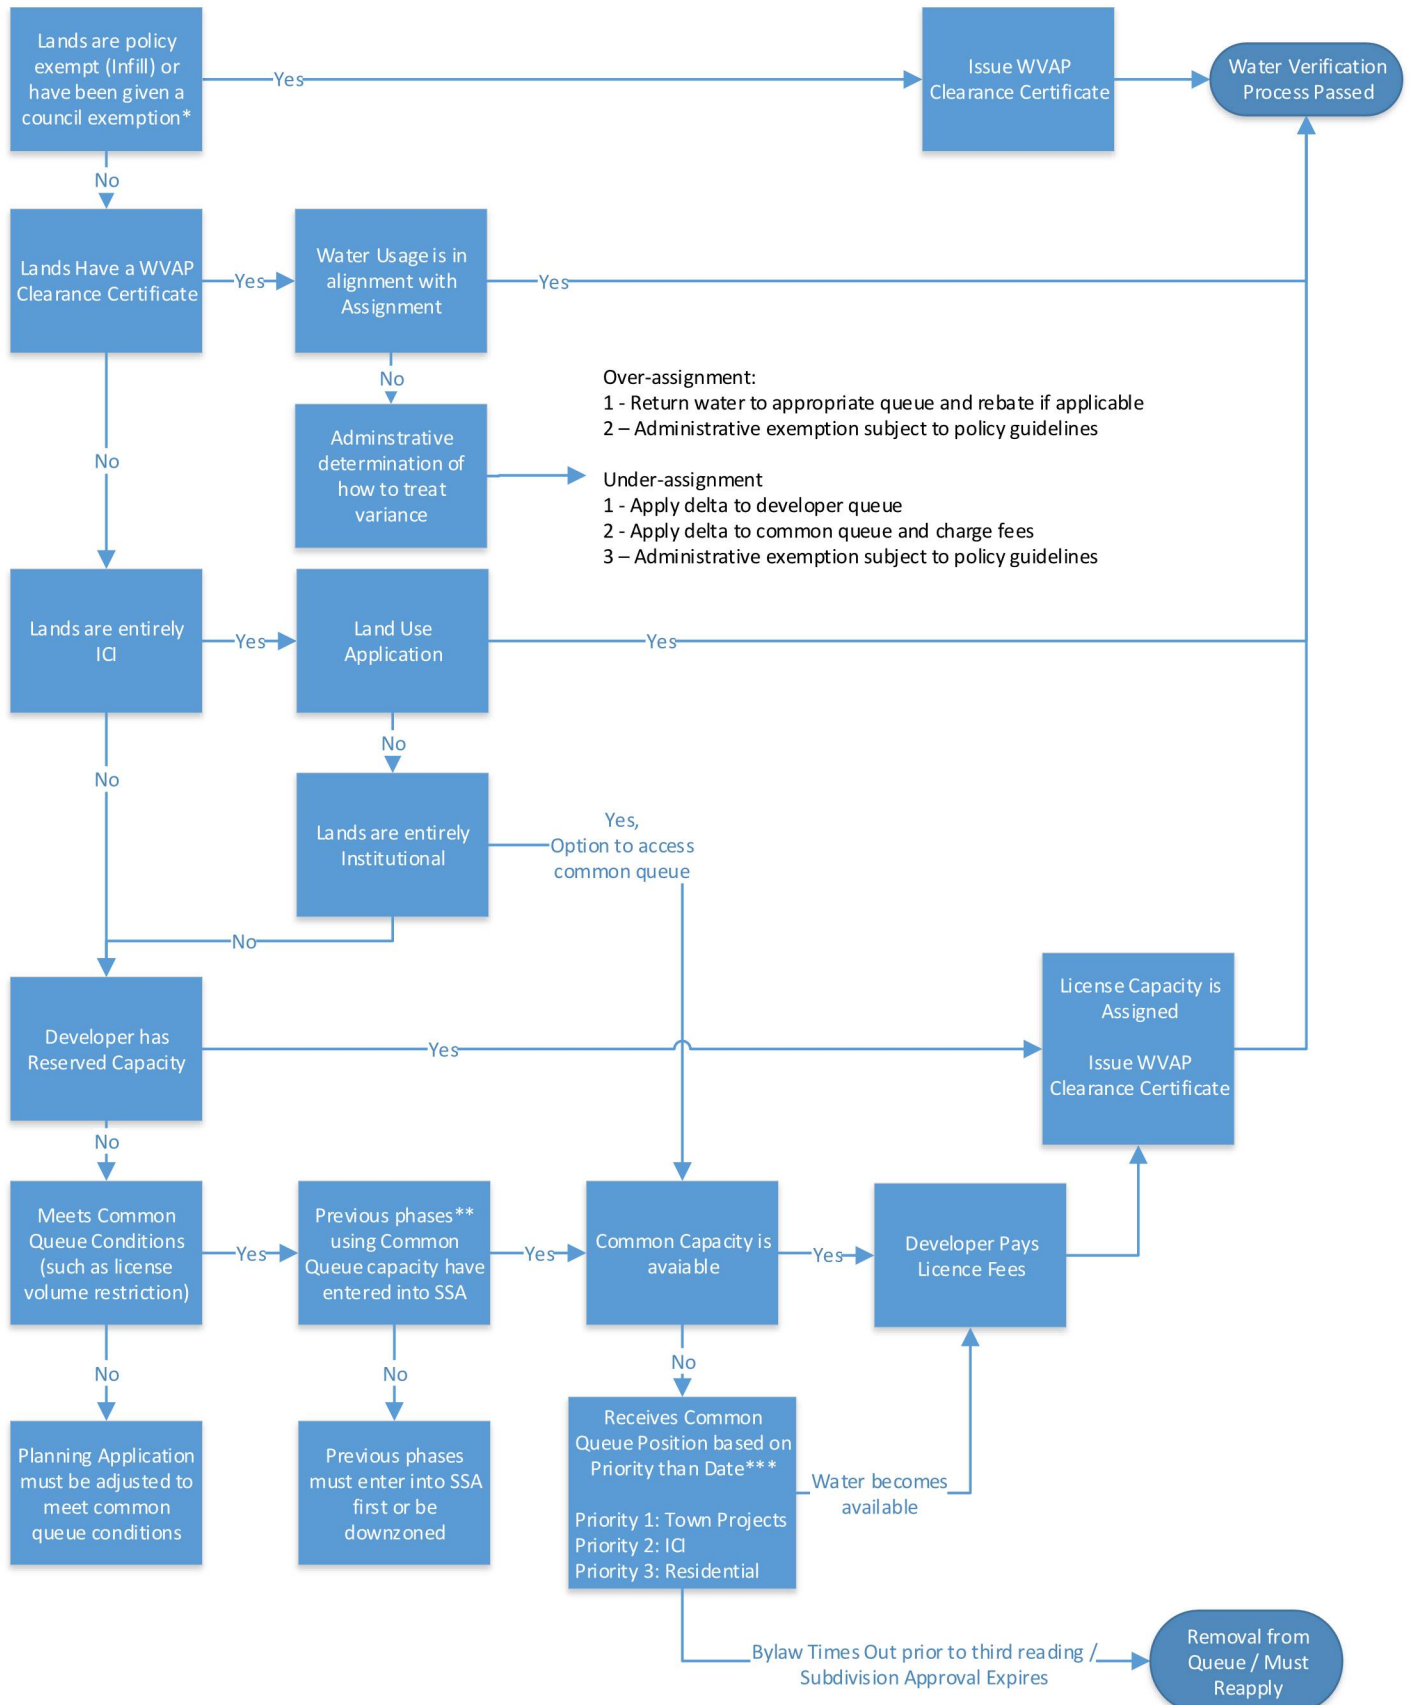 Lands are policy
exempt (Infill) or
have been given a
council exemption*
Yes
Issue WVAP
Clearance Certificate
Water Verification
Process Passed
No
Lands Have a WVAP
Clearance Certificate
Yes
Water Usage is in
alignment with
Assignment
Yes
No
No
Adminstrative
determination of
how to treat
variance
Over-assignment:
1 - Return water to appropriate queue and rebate if applicable
2 – Administrative exemption subject to policy guidelines
Under-assignment
1 - Apply delta to developer queue
2 - Apply delta to common queue and charge fees
3 – Administrative exemption subject to policy guidelines
Lands are entirely
ICI
Yes
Land Use
Application
Yes
No
No
Lands are entirely
Institutional
Yes,
Option to access
common queue
No
Developer has
Reserved Capacity
Yes
License Capacity is
Assigned
Issue WVAP
Clearance Certificate
No
Meets Common
Queue Conditions
(such as license
volume restriction)
Yes
Previous phases**
using Common
Queue capacity have
entered into SSA
Yes
Common Capacity is
avaiable
Yes
Developer Pays
Licence Fees
No
No
No
Planning Application
must be adjusted to
meet common
queue conditions
Previous phases
must enter into SSA
first or be
downzoned
Receives Common
Queue Position based on
Priority than Date***
Priority 1: Town Projects
Priority 2: ICI
Priority 3: Residential
Water becomes
available
Bylaw Times Out prior to third reading /
Subdivision Approval Expires
Removal from
Queue / Must
Reapply